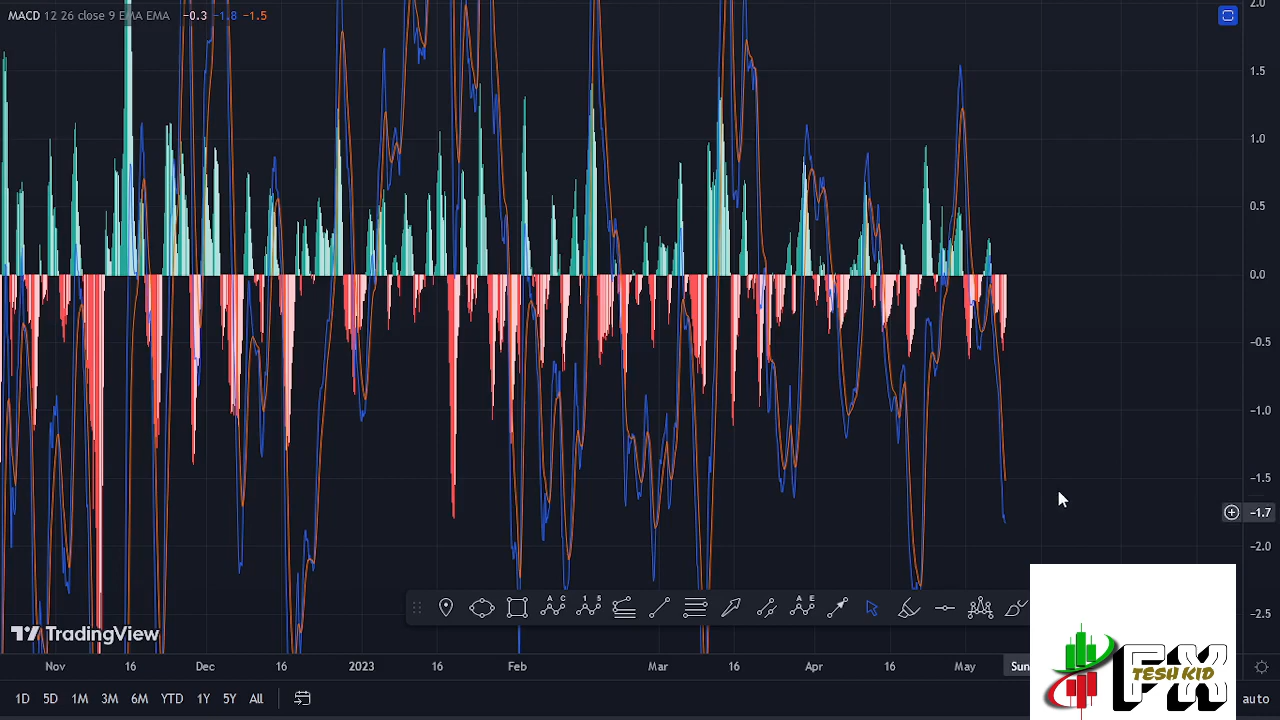 MACD 12 26 close 9 EMA EMA −0.3 −1.8 −1.5
2.0
1.5
1.0
0.5
0.0
−0.5
−1.0
−1.5
−1.7
−2.0
−2.5
A C
1 5
A E
TradingView
Nov 16 Dec 16 2023 16 Feb Mar 16 Apr 16 May Sun
1D 5D 1M 3M 6M YTD 1Y 5Y All auto
FX
TESH KID